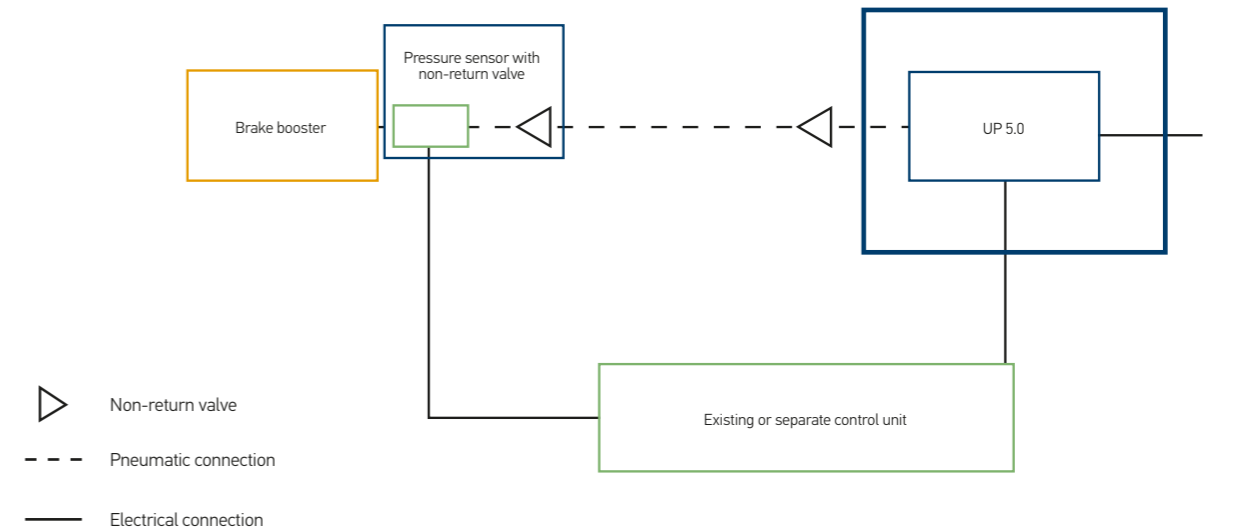 Pressure sensor with
non-return valve
Brake booster
UP 5.0
Existing or separate control unit
Non-return valve
Pneumatic connection
Electrical connection